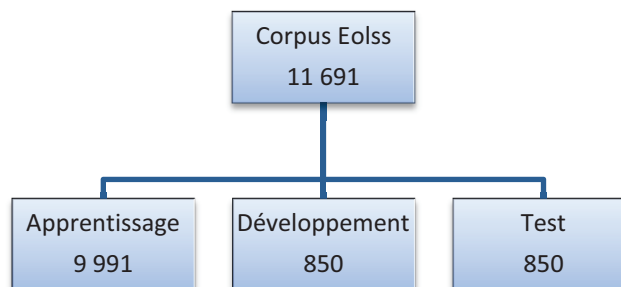 Corpus Eolss
11 691
Apprentissage
9 991
Développement
850
Test
850